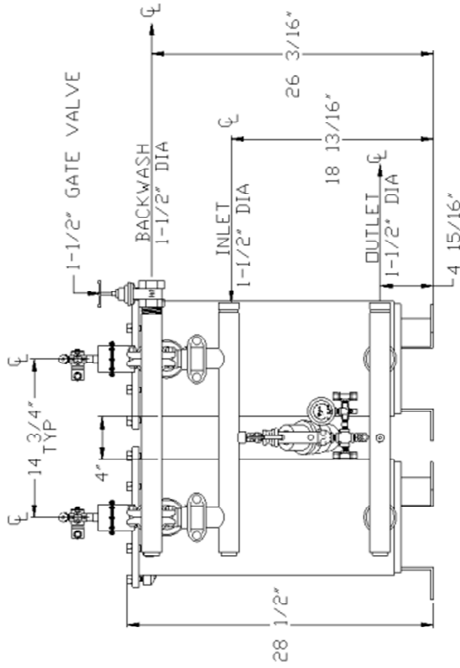 1-1/2" GATE VALVE
BACKWASH
1-1/2" DIA
INLET
1-1/2" DIA
OUTLET
1-1/2" DIA
26 3/16"
18 13/16"
4 15/16"
14 3/4"
TYP
4"
28 1/2"